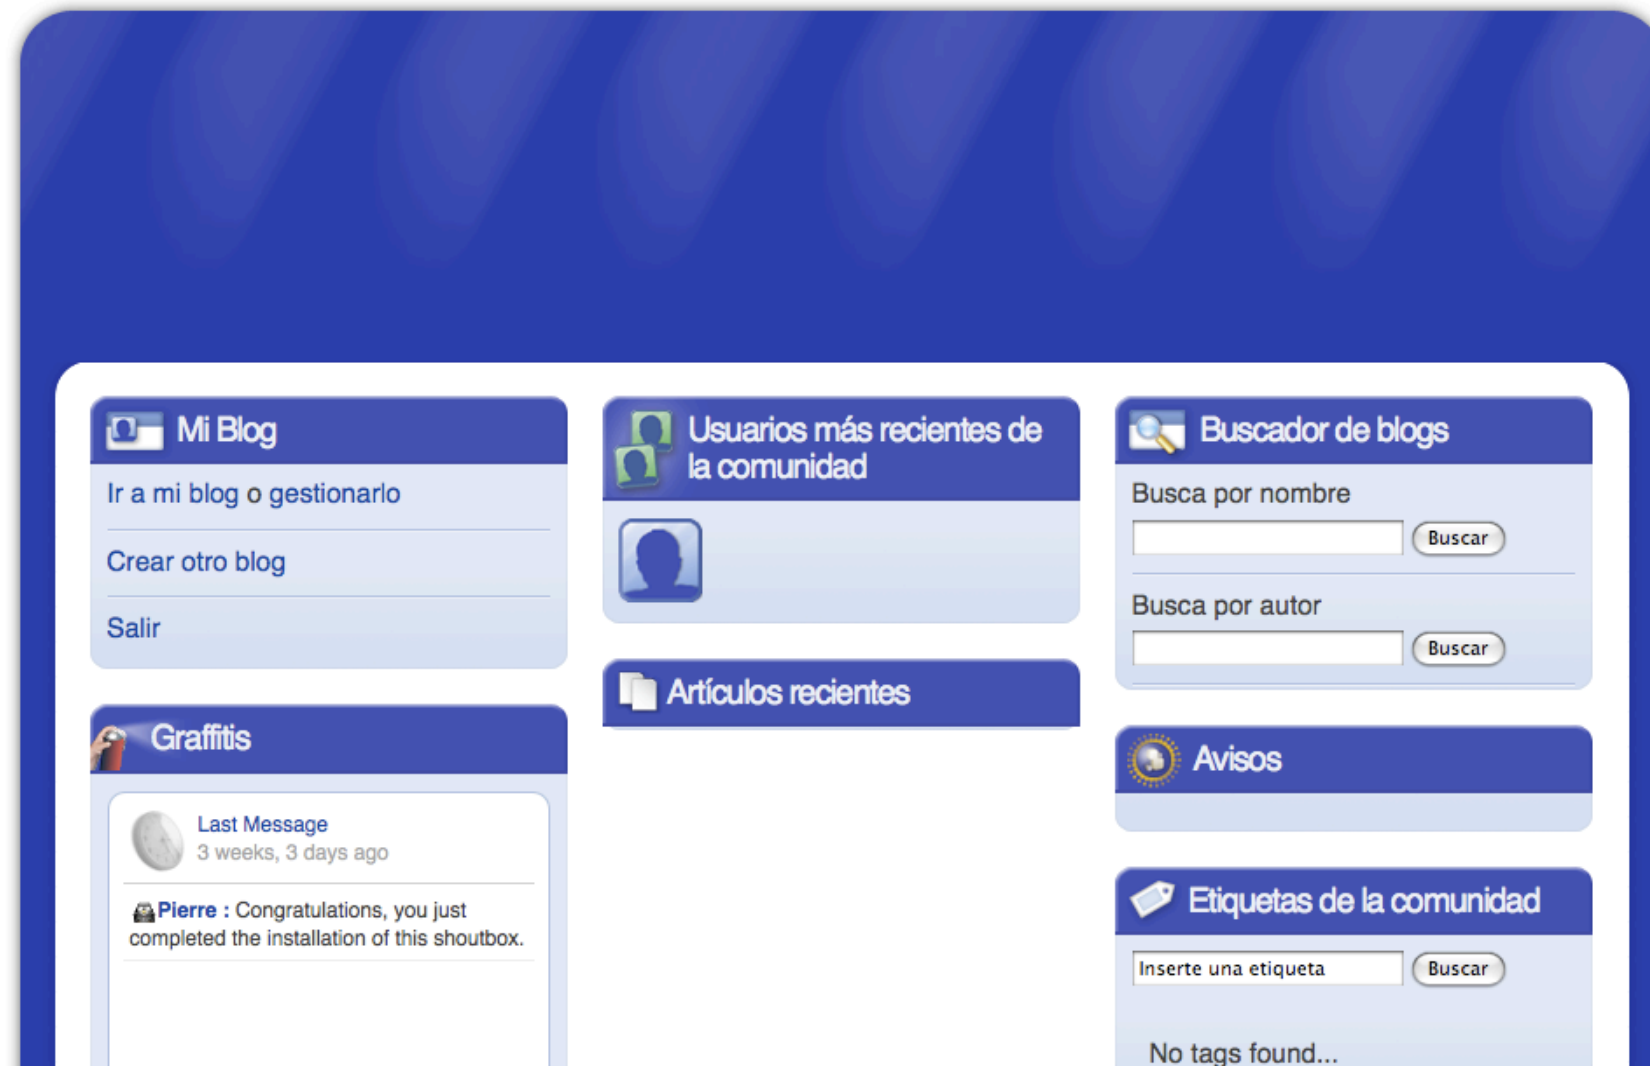 Mi Blog
Ir a mi blog o gestionarlo
Crear otro blog
Salir
Graffitis
Last Message
3 weeks, 3 days ago
Pierre : Congratulations, you just
completed the installation of this shoutbox.
Usuarios más recientes de
la comunidad
Artículos recientes
Buscador de blogs
Busca por nombre
Buscar
Busca por autor
Buscar
Avisos
Etiquetas de la comunidad
Inserte una etiqueta Buscar
No tags found...